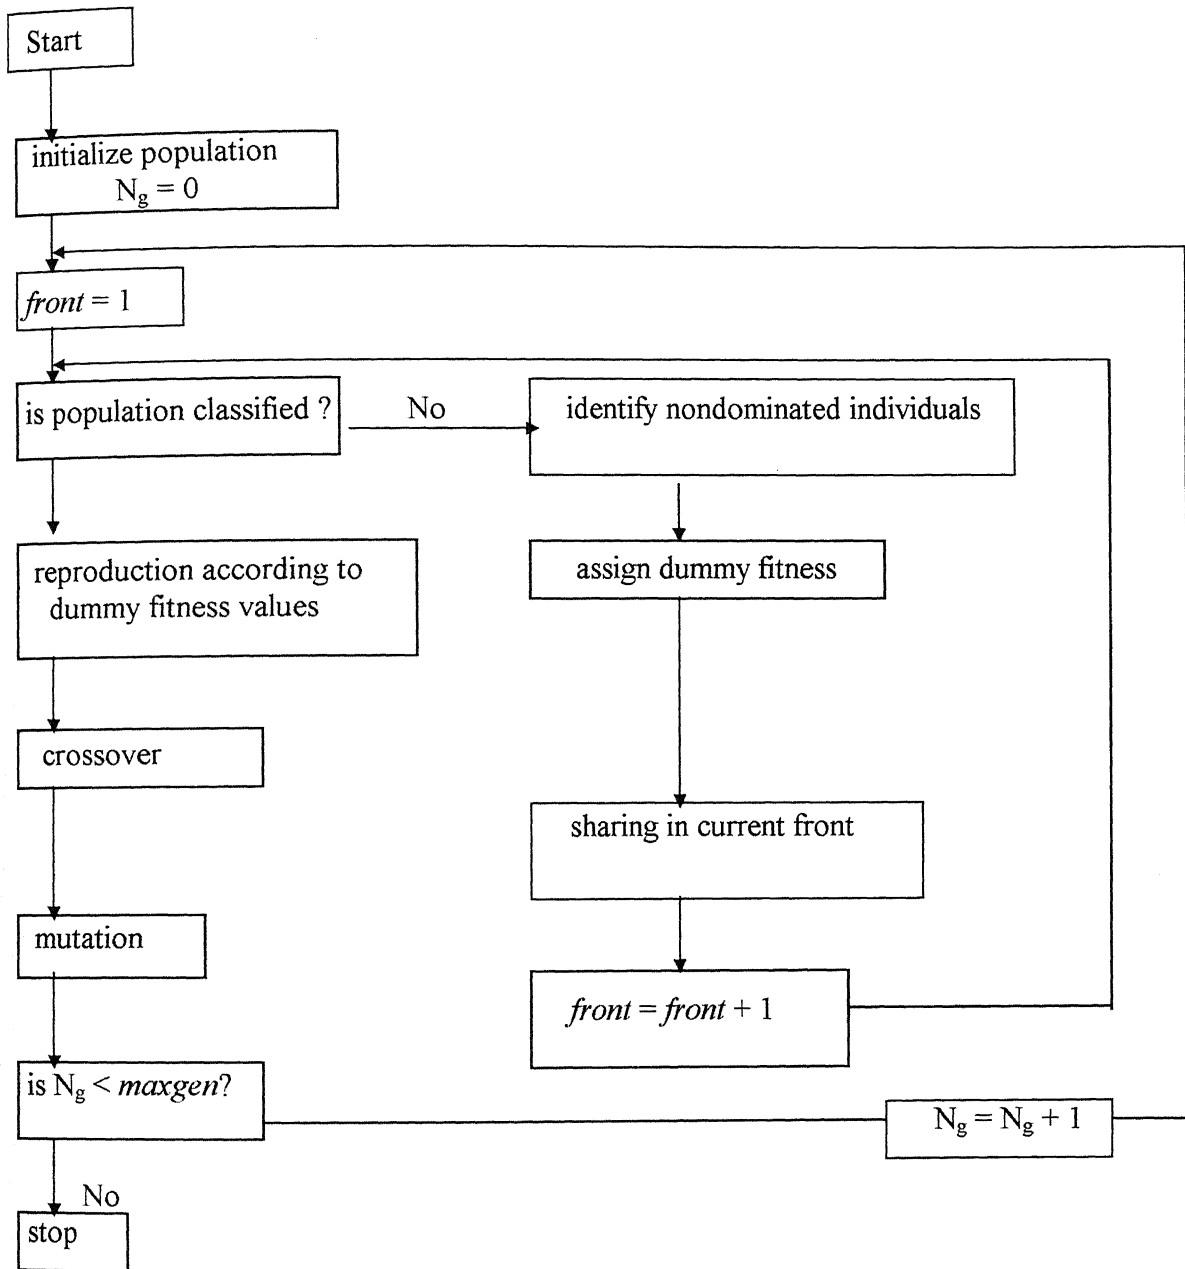 Start
initialize population
N_g = 0
front = 1
is population classified ?
No
identify nondominated individuals
reproduction according to
dummy fitness values
assign dummy fitness
crossover
sharing in current front
mutation
front = front + 1
is N_g < maxgen?
N_g = N_g + 1
No
stop